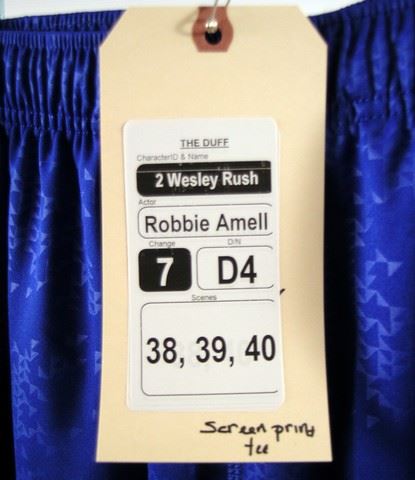 THE DUFF
CharacterID & Name
2 Wesley Rush
Actor
Robbie Amell
Change D/N
7 D4
Scenes
38, 39, 40
Screen print
tee